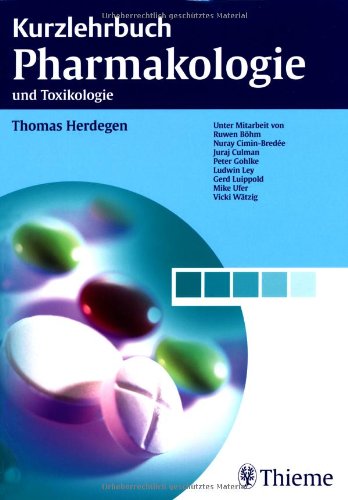 Urheberrechtlich geschütztes Material
Kurzlehrbuch
Pharmakologie
und Toxikologie
Thomas Herdegen
Unter Mitarbeit von
Ruwen Böhm
Nuray Cimin-Bredée
Juraj Culman
Peter Gohlke
Ludwin Ley
Gerd Luippold
Mike Ufer
Vicki Wätzig
Thieme
Urheberrechtlich geschütztes Material